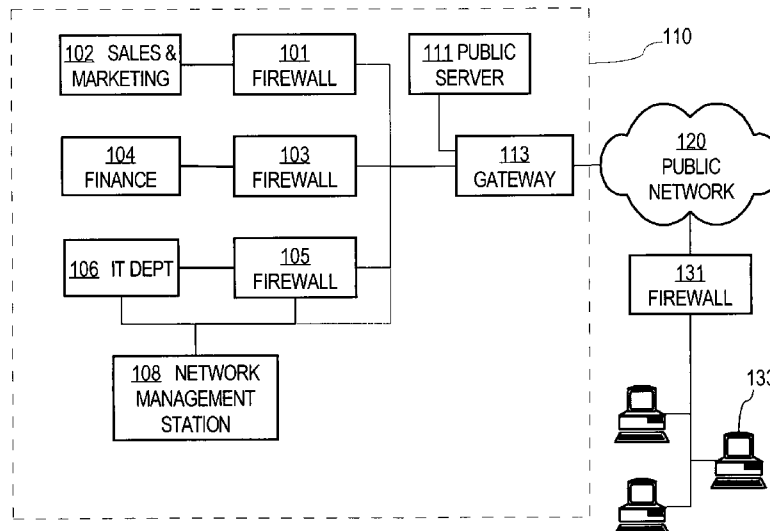 102 SALES &
MARKETING
101
FIREWALL
111 PUBLIC
SERVER
110
104
FINANCE
103
FIREWALL
113
GATEWAY
120
PUBLIC
NETWORK
106 IT DEPT
105
FIREWALL
131
FIREWALL
108 NETWORK
MANAGEMENT
STATION
133